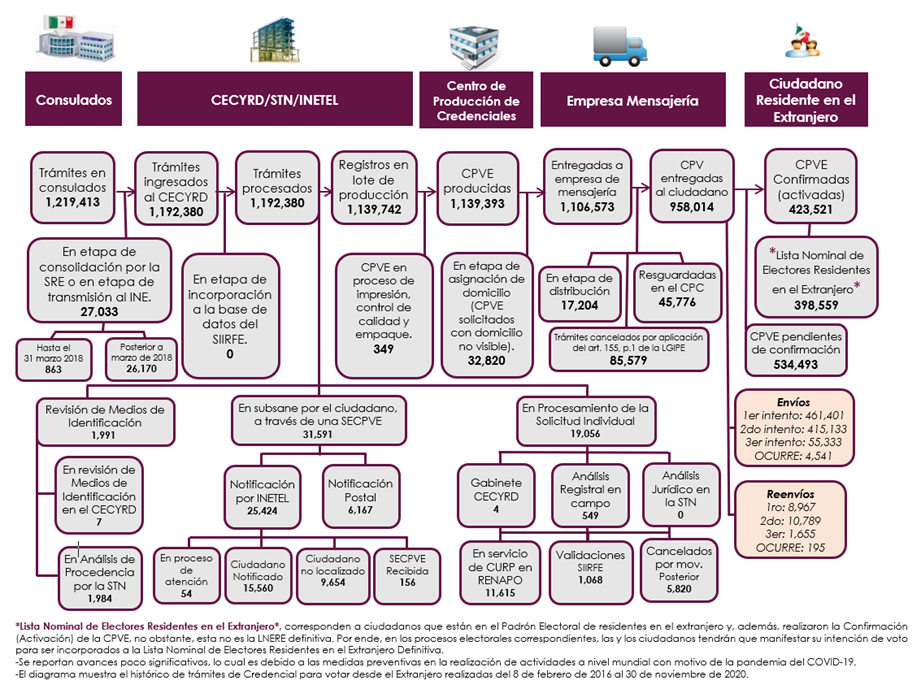 Consulados
CECYRD/STN/INETEL
Centro de
Producción de
Credenciales
Empresa Mensajería
Ciudadano
Residente en el
Extranjero
Trámites en
consulados
1,219,413
Trámites
ingresados
al CECYRD
1,192,380
Trámites
procesados
1,192,380
Registros en
lote de
producción
1,139,742
CPVE
producidas
1,139,393
Entregadas a
empresa de
mensajería
1,106,573
CPV
entregadas
al ciudadano
958,014
CPVE
Confirmadas
(activadas)
423,521
En etapa de
consolidación por la
SRE o en etapa de
transmisión al INE.
27,033
Hasta el
31 marzo 2018
863
Posterior a
marzo de 2018
26,170
En etapa de
incorporación
a la base de
datos del
SIIRFE.
0
CPVE en
proceso de
impresión,
control de
calidad y
empaque.
349
En etapa de
asignación de
domicilio (CPVE
solicitados
con domicilio
no visible).
32,820
En etapa de
distribución
17,204
Resguardadas
en el CPC
45,776
Trámites cancelados por aplicación
del art. 155, p.1 de la LGIPE
85,579
*Lista Nominal de
Electores Residentes
en el Extranjero*
398,559
CPVE pendientes
de confirmación
534,493
Envíos
1er intento: 461,401
2do intento: 415,133
3er intento: 55,333
OCURRE: 4,541
Reenvíos
1ro: 8,967
2do: 10,789
3er: 1,655
OCURRE: 195
Revisión de Medios de
Identificación
1,991
En revisión de
Medios de
Identificación
en el CECYRD
7
En Análisis de
Procedencia
por la STN
1,984
En subsane por el ciudadano,
a través de una SECPVE
31,591
Notificación
por INETEL
25,424
Notificación
Postal
6,167
En proceso
de
atención
54
Ciudadano
Notificado
15,560
Ciudadano
no localizado
9,654
SECPVE
Recibida
156
En Procesamiento de la
Solicitud Individual
19,056
Gabinete
CECYRD
4
Análisis
Registral en
campo
549
Análisis
Jurídico en
la STN
0
En servicio
de CURP en
RENAPO
11,615
Validaciones
SIIRFE
1,068
Cancelados
por mov.
Posterior
5,820
*Lista Nominal de Electores Residentes en el Extranjero*, corresponden a ciudadanos que están en el Padrón Electoral de residentes en el extranjero y, además, realizaron la Confirmación
(Activación) de la CPVE, no obstante, esta no es la LNERE definitiva. Por ende, en los procesos electorales correspondientes, las y los ciudadanos tendrán que manifestar su intención de voto
para ser incorporados a la Lista Nominal de Electores Residentes en el Extranjero Definitiva.
-Se reportan avances poco significativos, lo cual es debido a las medidas preventivas en la realización de actividades a nivel mundial con motivo de la pandemia del COVID-19.
-El diagrama muestra el histórico de trámites de Credencial para votar desde el Extranjero realizadas del 8 de febrero de 2016 al 30 de noviembre de 2020.